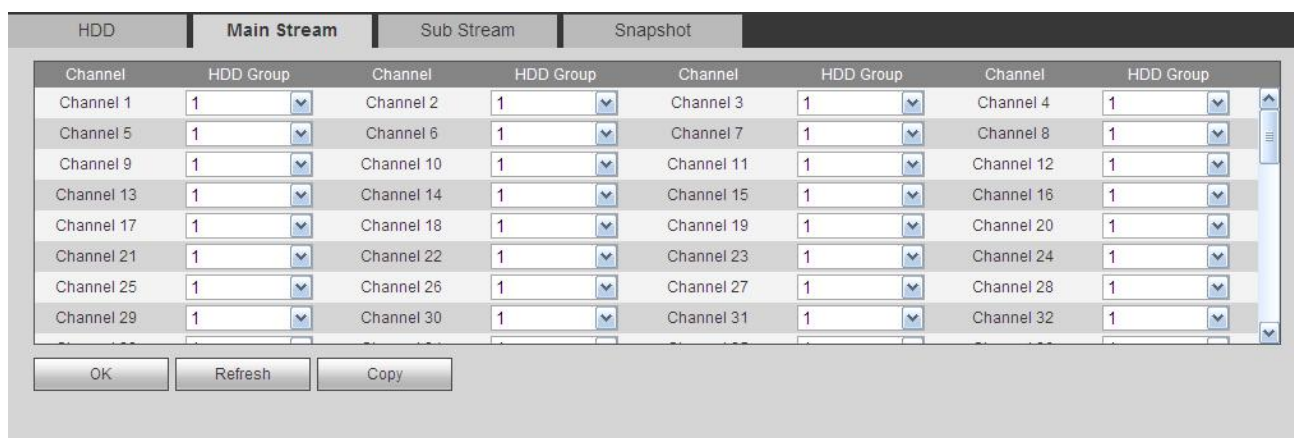 HDD Main Stream Sub Stream Snapshot
Channel HDD Group Channel HDD Group Channel HDD Group Channel HDD Group
Channel 1 1 Channel 2 1 Channel 3 1 Channel 4 1
Channel 5 1 Channel 6 1 Channel 7 1 Channel 8 1
Channel 9 1 Channel 10 1 Channel 11 1 Channel 12 1
Channel 13 1 Channel 14 1 Channel 15 1 Channel 16 1
Channel 17 1 Channel 18 1 Channel 19 1 Channel 20 1
Channel 21 1 Channel 22 1 Channel 23 1 Channel 24 1
Channel 25 1 Channel 26 1 Channel 27 1 Channel 28 1
Channel 29 1 Channel 30 1 Channel 31 1 Channel 32 1
OK Refresh Copy